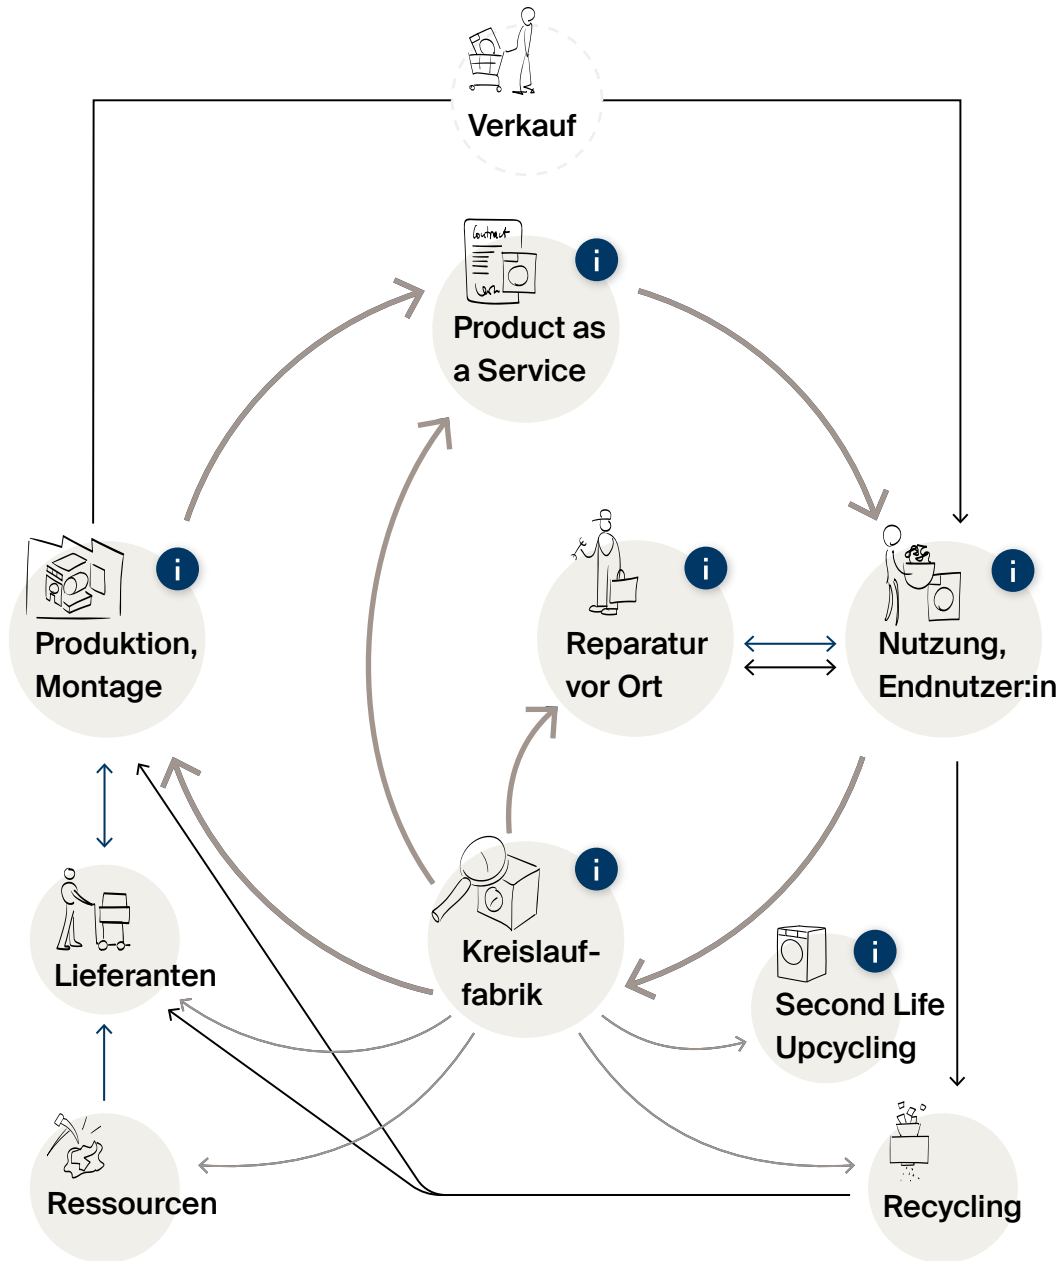 Verkauf
Contract
i
Product as
a Service
i
Produktion,
Montage
i
Reparatur
vor Ort
i
Nutzung,
Endnutzer:in
i
Kreislauf-
fabrik
Lieferanten
i
Second Life
Upcycling
Ressourcen
Recycling